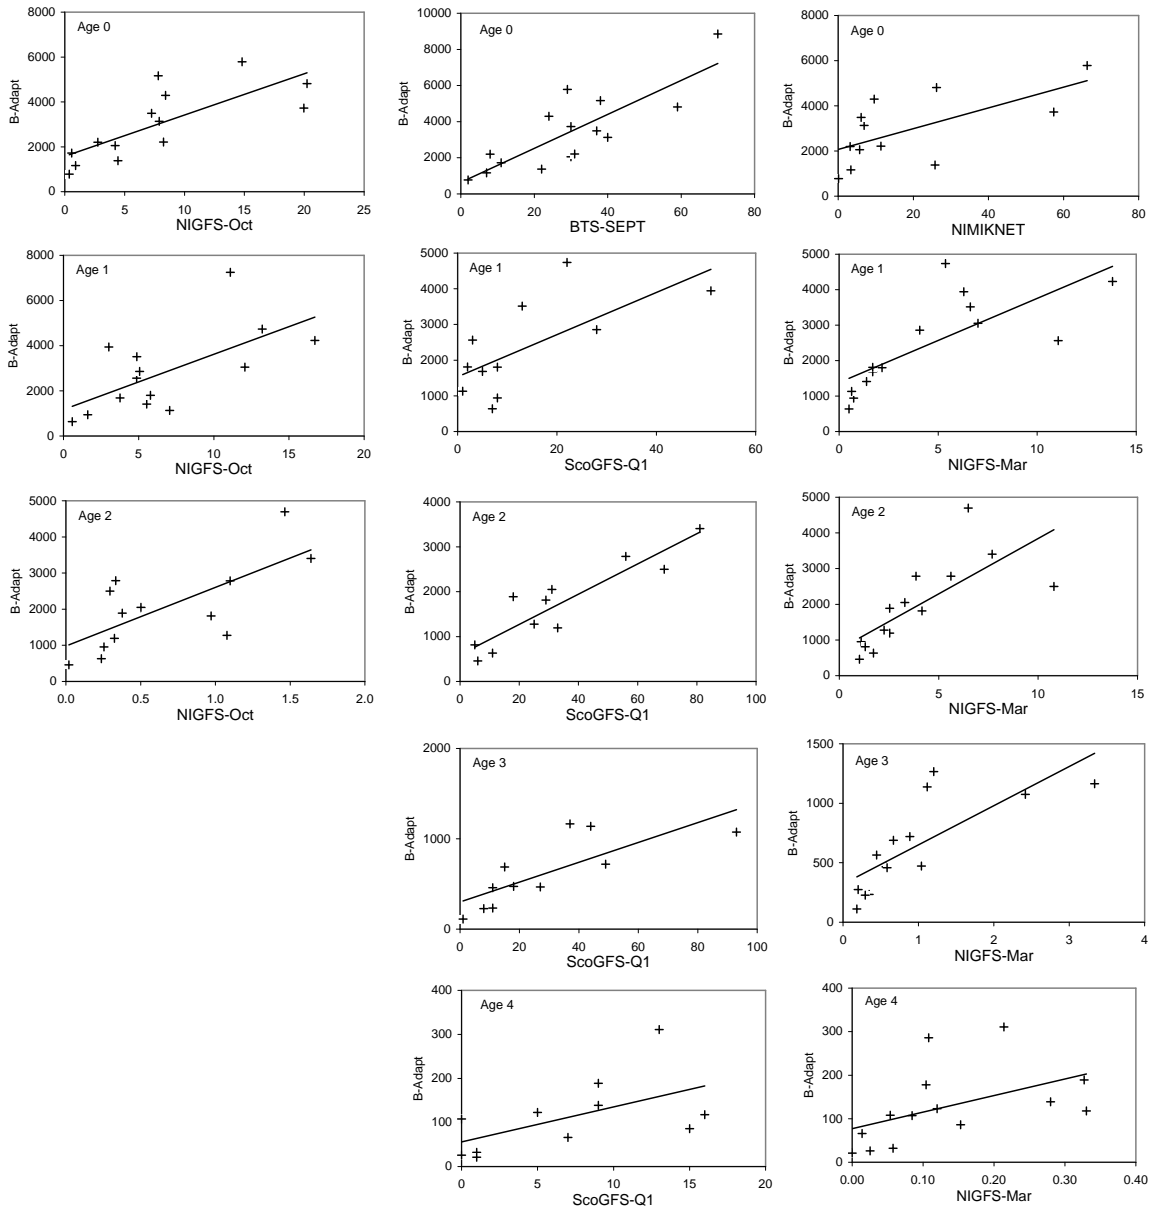 Age 0
B-Adapt
8000
6000
4000
2000
0
0 5 10 15 20 25
NIGFS-Oct
Age 0
B-Adapt
10000
8000
6000
4000
2000
0
0 20 40 60 80
BTS-SEPT
Age 0
B-Adapt
8000
6000
4000
2000
0
0 20 40 60 80
NIMIKNET
Age 1
B-Adapt
8000
6000
4000
2000
0
0 5 10 15 20
NIGFS-Oct
Age 1
B-Adapt
5000
4000
3000
2000
1000
0
0 20 40 60
ScoGFS-Q1
Age 1
B-Adapt
5000
4000
3000
2000
1000
0
0 5 10 15
NIGFS-Mar
Age 2
B-Adapt
5000
4000
3000
2000
1000
0
0.0 0.5 1.0 1.5 2.0
NIGFS-Oct
Age 2
B-Adapt
4000
3000
2000
1000
0
0 20 40 60 80 100
ScoGFS-Q1
Age 2
B-Adapt
5000
4000
3000
2000
1000
0
0 5 10 15
NIGFS-Mar
Age 3
B-Adapt
2000
1000
0
0 20 40 60 80 100
ScoGFS-Q1
Age 3
B-Adapt
1500
1000
500
0
0 1 2 3 4
NIGFS-Mar
Age 4
B-Adapt
400
300
200
100
0
0 5 10 15 20
ScoGFS-Q1
Age 4
B-Adapt
400
300
200
100
0
0.00 0.10 0.20 0.30 0.40
NIGFS-Mar